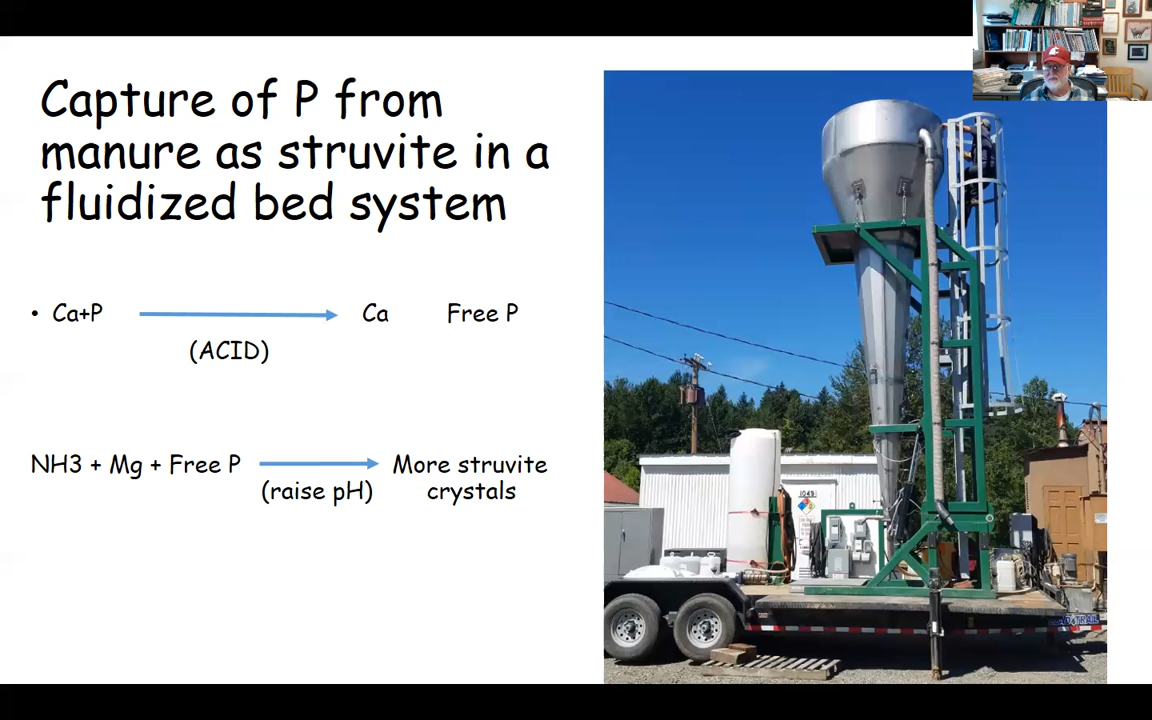 Capture of P from
manure as struvite in a
fluidized bed system
• Ca+P Ca Free P
(ACID)
NH3 + Mg + Free P More struvite
(raise pH) crystals
1049